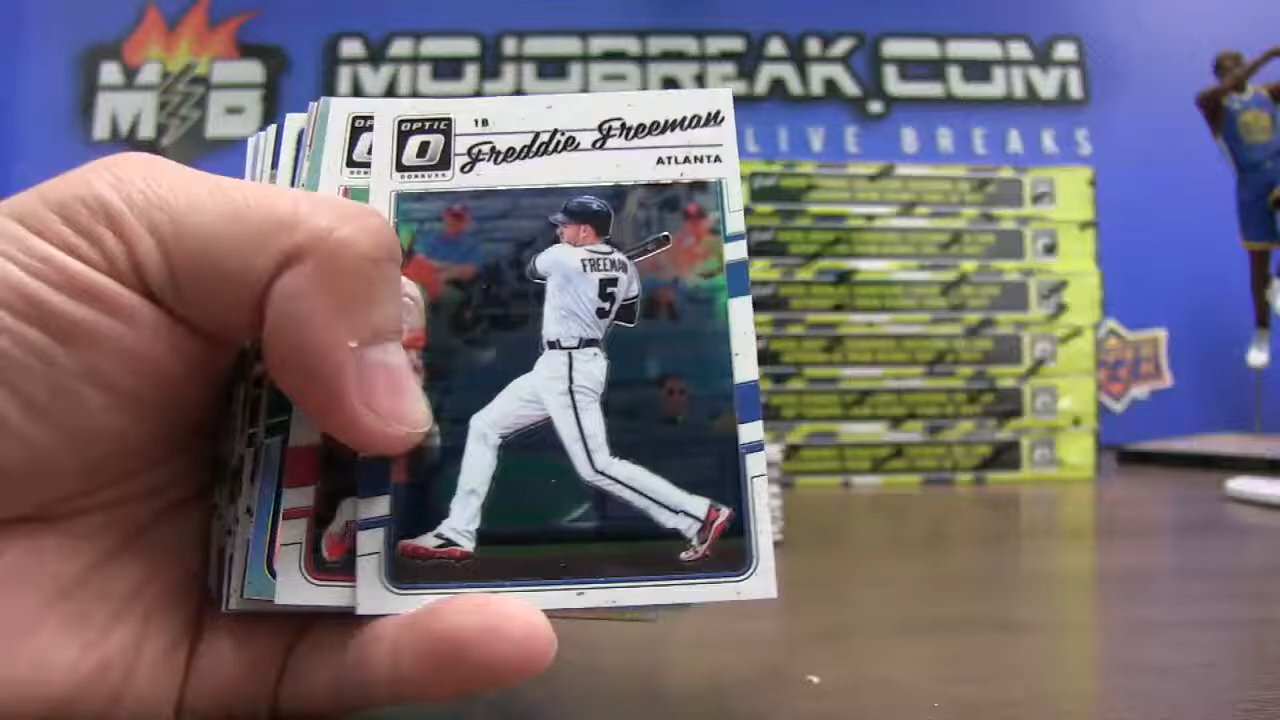 M B
MOJOBREAK.COM
LIVE BREAKS
OPTIC
O
DONRUSS
1B
Freddie Freeman
ATLANTA
FREEMAN
5